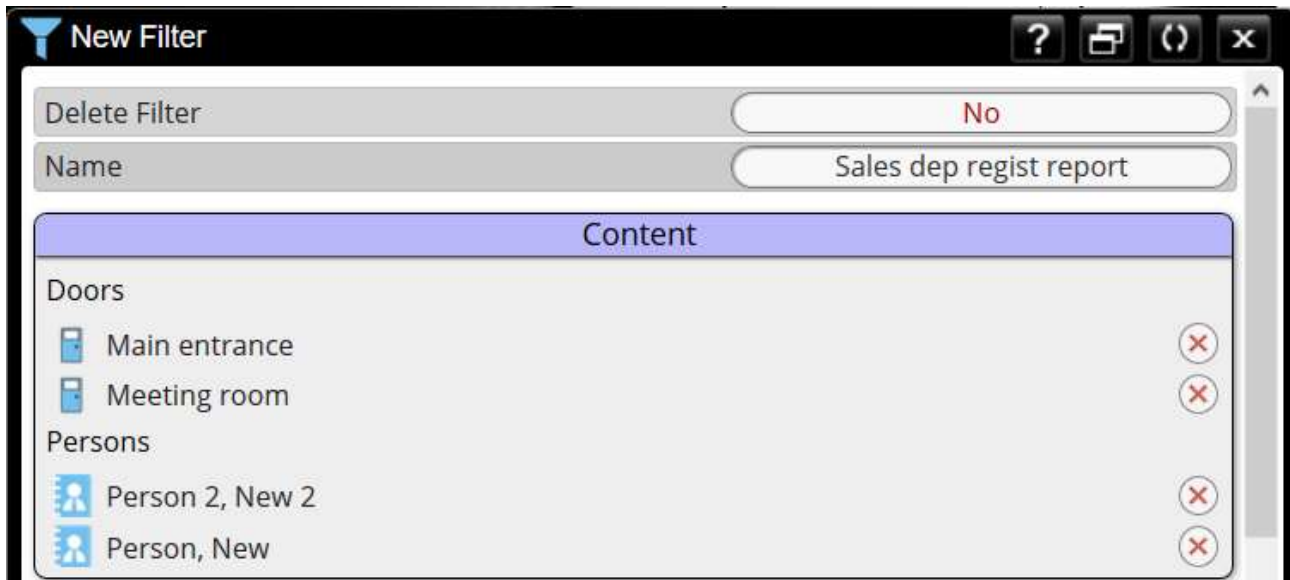 New Filter
Delete Filter No
Name Sales dep regist report
Content
Doors
Main entrance
Meeting room
Persons
Person 2, New 2
Person, New